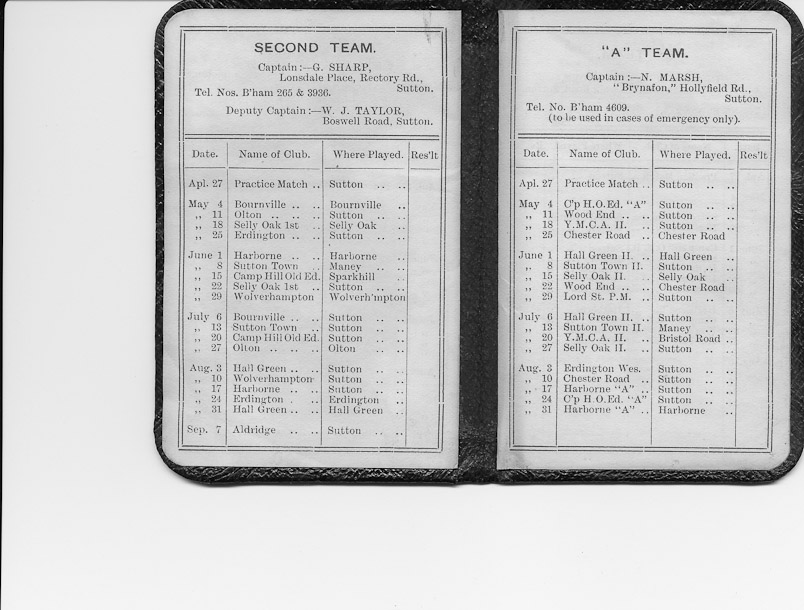 SECOND TEAM.
Captain :—G. SHARP,
Lonsdale Place, Rectory Rd.,
Sutton.
Tel. Nos. B'ham 265 & 3936.
Deputy Captain :—W. J. TAYLOR,
Boswell Road, Sutton.
Date. Name of Club. Where Played. Res'lt
Apl. 27 Practice Match .. Sutton .. ..
May 4 Bournville .. .. Bournville ..
,, 11 Olton .. .. .. Sutton .. ..
,, 18 Selly Oak 1st .. Selly Oak ..
,, 25 Erdington .. .. Sutton .. ..
June 1 Harborne .. .. Harborne ..
,, 8 Sutton Town .. Maney .. ..
,, 15 Camp Hill Old Ed. Sparkhill ..
,, 22 Selly Oak 1st .. Sutton .. ..
,, 29 Wolverhampton Wolverh'mpton
July 6 Bournville .. .. Sutton .. ..
,, 13 Sutton Town .. Sutton .. ..
,, 20 Camp Hill Old Ed. Sutton .. ..
,, 27 Olton .. .. .. Olton .. ..
Aug. 3 Hall Green .. .. Sutton .. ..
,, 10 Wolverhampton Sutton .. ..
,, 17 Harborne .. .. Sutton .. ..
,, 24 Erdington .. .. Erdington ..
,, 31 Hall Green .. .. Hall Green ..
Sep. 7 Aldridge .. .. Sutton .. ..
"A" TEAM.
Captain :—N. MARSH,
"Brynafon," Hollyfield Rd.,
Sutton.
Tel. No. B'ham 4609.
(to be used in cases of emergency only).
Date. Name of Club. Where Played. Res'lt
Apl. 27 Practice Match .. Sutton .. ..
May 4 C'p H.O.Ed. "A" Sutton .. ..
,, 11 Wood End .. .. Sutton .. ..
,, 18 Y.M.C.A. II. .. Sutton .. ..
,, 25 Chester Road .. Chester Road
June 1 Hall Green II. .. Hall Green ..
,, 8 Sutton Town II. Sutton .. ..
,, 15 Selly Oak II. .. Selly Oak ..
,, 22 Wood End .. .. Chester Road
,, 29 Lord St. P.M. .. Sutton .. ..
July 6 Hall Green II. .. Sutton .. ..
,, 13 Sutton Town II. Maney .. ..
,, 20 Y.M.C.A. II. .. Bristol Road ..
,, 27 Selly Oak II. .. Sutton .. ..
Aug. 3 Erdington Wes. Sutton .. ..
,, 10 Chester Road .. Sutton .. ..
,, 17 Harborne "A" .. Sutton .. ..
,, 24 C'p H.O.Ed. "A" Sutton .. ..
,, 31 Harborne "A" .. Harborne ..